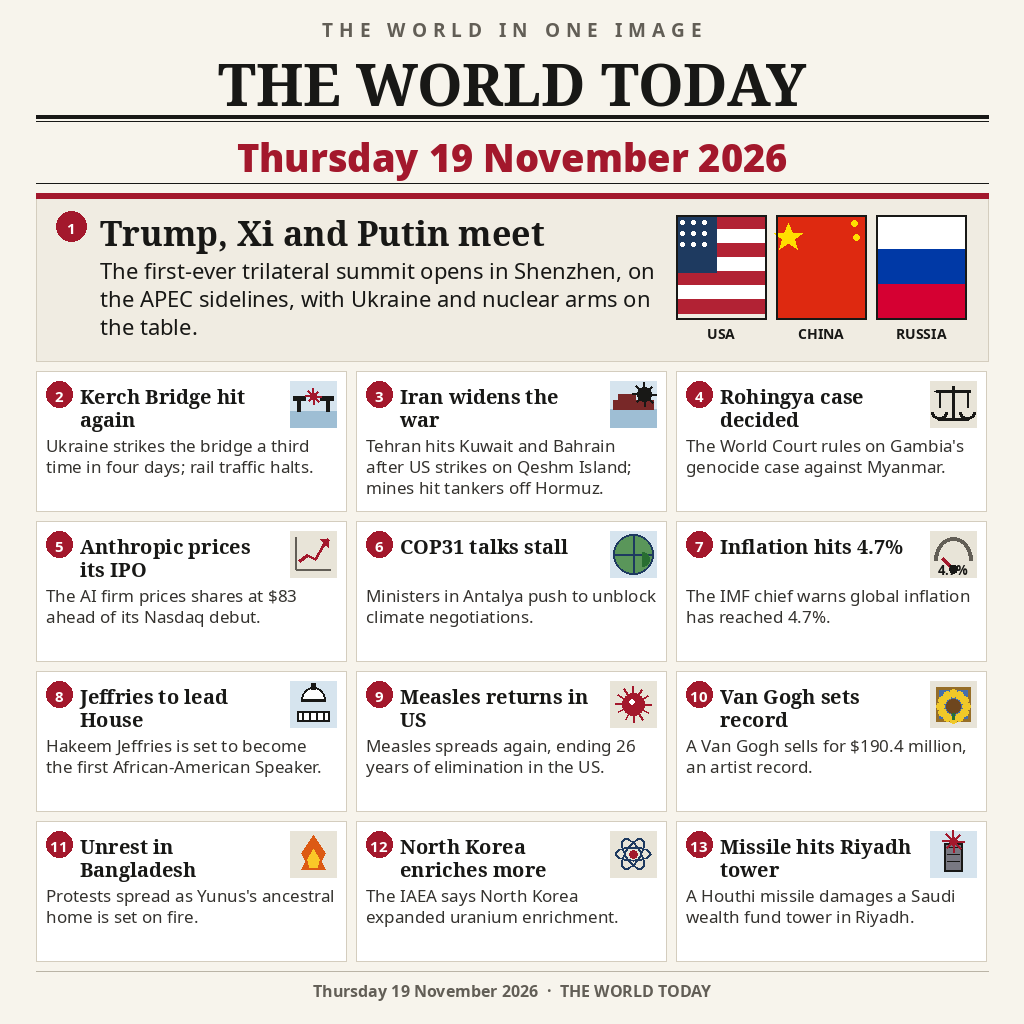 THE WORLD IN ONE IMAGE
THE WORLD TODAY
Thursday 19 November 2026
1
Trump, Xi and Putin meet
The first-ever trilateral summit opens in Shenzhen, on
the APEC sidelines, with Ukraine and nuclear arms on
the table.
USA
CHINA
RUSSIA
2
Kerch Bridge hit
again
Ukraine strikes the bridge a third
time in four days; rail traffic halts.
3
Iran widens the
war
Tehran hits Kuwait and Bahrain
after US strikes on Qeshm Island;
mines hit tankers off Hormuz.
4
Rohingya case
decided
The World Court rules on Gambia's
genocide case against Myanmar.
5
Anthropic prices
its IPO
The AI firm prices shares at $83
ahead of its Nasdaq debut.
6
COP31 talks stall
Ministers in Antalya push to unblock
climate negotiations.
7
Inflation hits 4.7%
The IMF chief warns global inflation
has reached 4.7%.
8
Jeffries to lead
House
Hakeem Jeffries is set to become
the first African-American Speaker.
9
Measles returns in
US
Measles spreads again, ending 26
years of elimination in the US.
10
Van Gogh sets
record
A Van Gogh sells for $190.4 million,
an artist record.
11
Unrest in
Bangladesh
Protests spread as Yunus's ancestral
home is set on fire.
12
North Korea
enriches more
The IAEA says North Korea
expanded uranium enrichment.
13
Missile hits Riyadh
tower
A Houthi missile damages a Saudi
wealth fund tower in Riyadh.
Thursday 19 November 2026 · THE WORLD TODAY